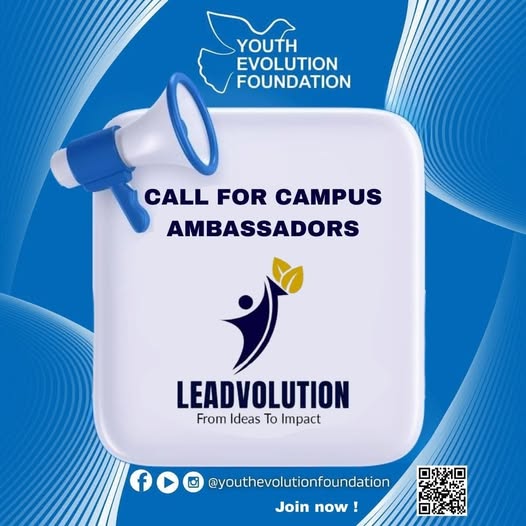 YOUTH
EVOLUTION
FOUNDATION
CALL FOR CAMPUS
AMBASSADORS
LEADVOLUTION
From Ideas To Impact
@youthevolutionfoundation
Join now !